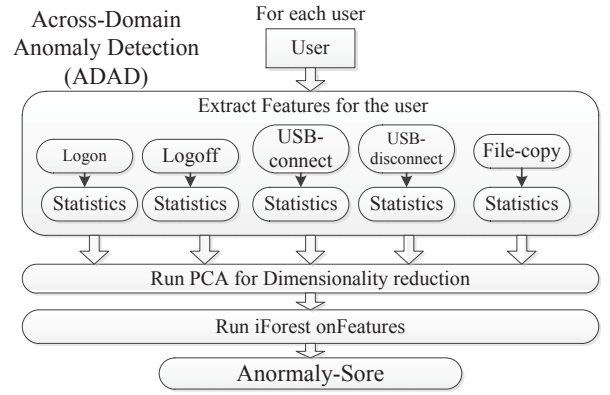 Across-Domain
Anomaly Detection
(ADAD)
For each user
User
Extract Features for the user
Logon
Logoff
USB-
connect
USB-
disconnect
File-copy
Statistics
Statistics
Statistics
Statistics
Statistics
Run PCA for Dimensionality reduction
Run iForest onFeatures
Anormaly-Sore